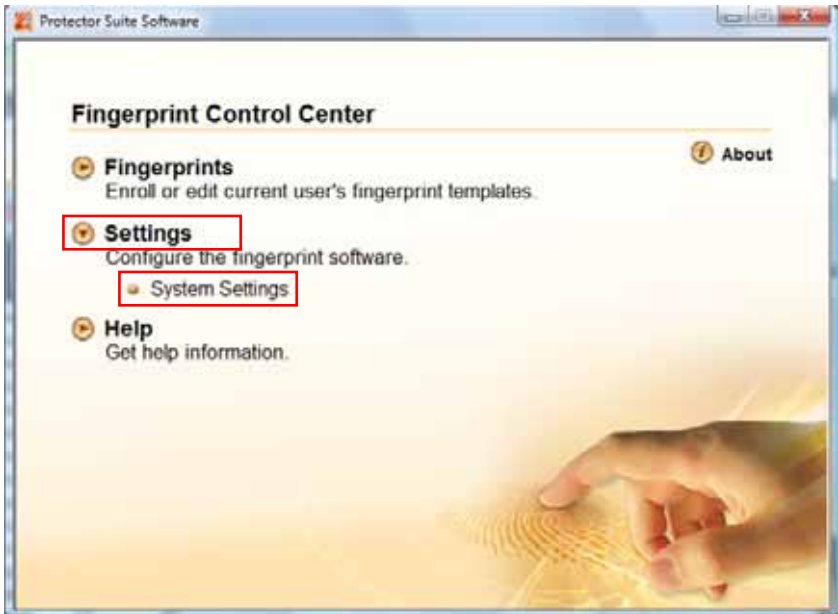 Protector Suite Software
Fingerprint Control Center
About
Fingerprints
Enroll or edit current user's fingerprint templates.
Settings
Configure the fingerprint software.
System Settings
Help
Get help information.